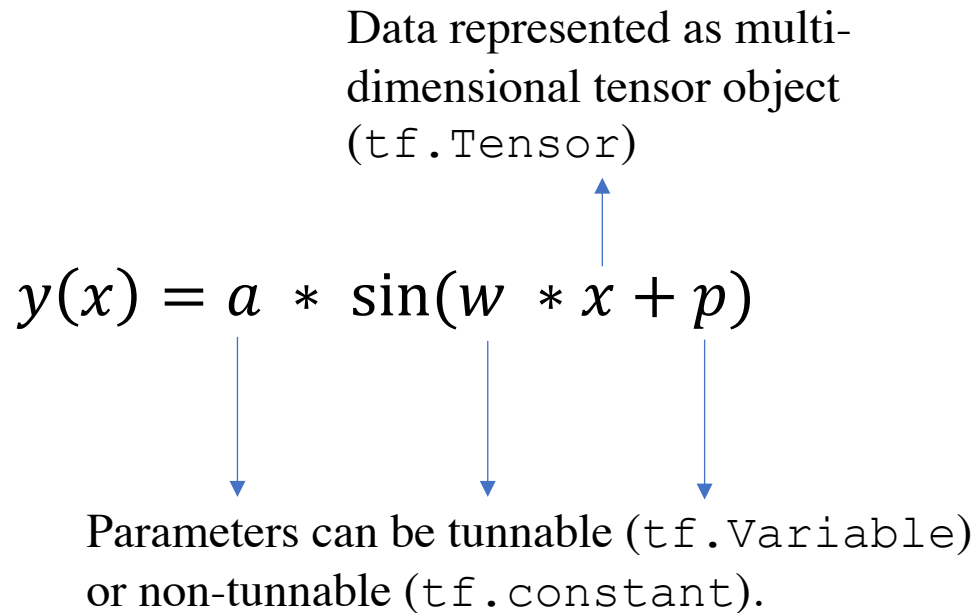 Data represented as multi-
dimensional tensor object
(tf.Tensor)
y(x) = a * sin(w * x + p)
Parameters can be tunnable (tf.Variable)
or non-tunnable (tf.constant).